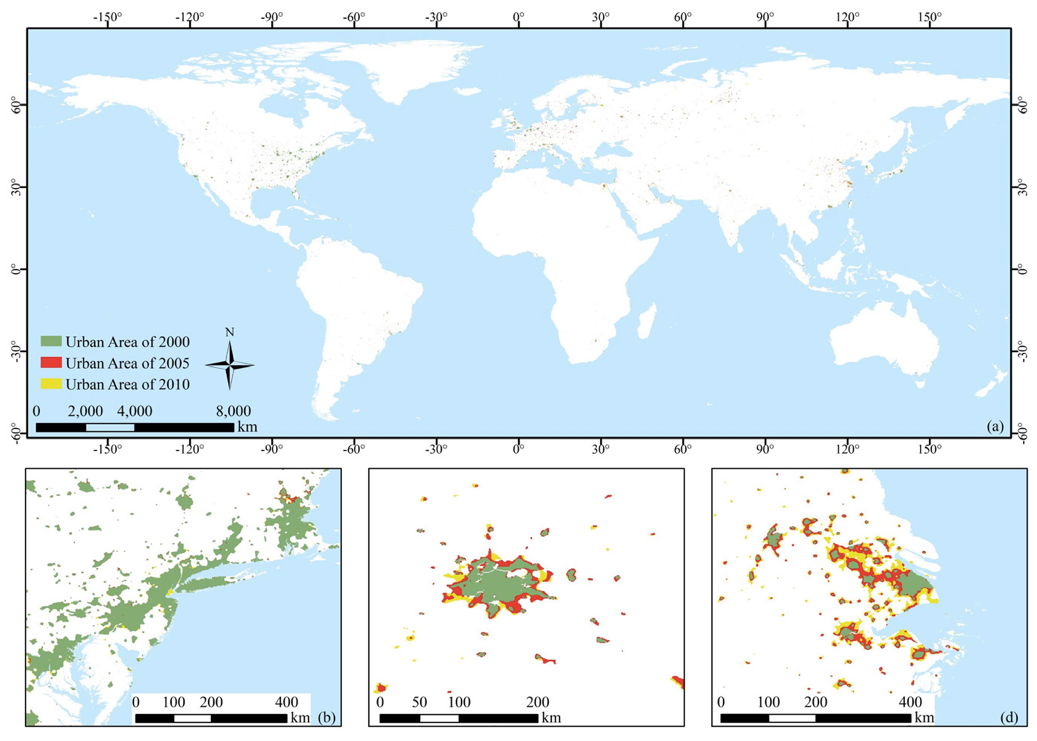 -150° -120° -90° -60° -30° 0° 30° 60° 90° 120° 150°
60° 60°
30° 30°
0° 0°
N
Urban Area of 2000
Urban Area of 2005
Urban Area of 2010
-30° -30°
0 2,000 4,000 8,000
km
(a)
-60° -60°
-150° -120° -90° -60° -30° 0° 30° 60° 90° 120° 150°
0 100 200 400
km (b)
0 50 100 200
km
0 100 200 400
km (d)